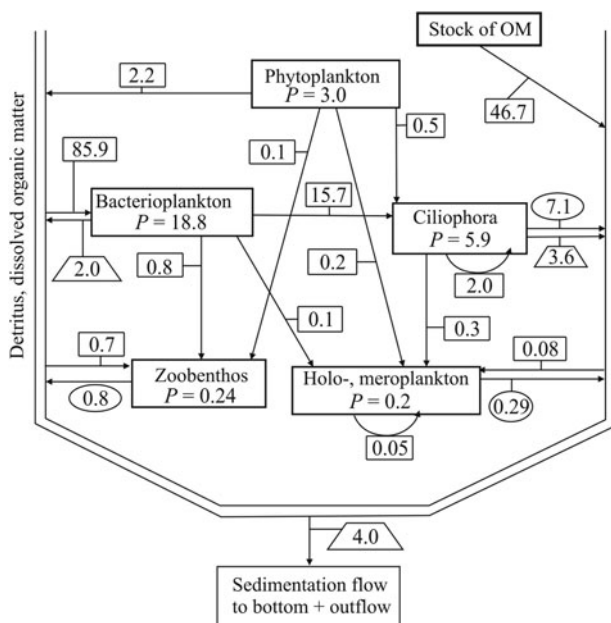 Stock of OM
2.2
Phytoplankton
P = 3.0
46.7
0.5
0.1
85.9
Bacterioplankton
P = 18.8
15.7
Ciliophora
P = 5.9
7.1
3.6
2.0
0.8
0.2
2.0
0.1
0.3
Detritus, dissolved organic matter
0.7
0.8
Zoobenthos
P = 0.24
Holo-, meroplankton
P = 0.2
0.08
0.29
0.05
4.0
Sedimentation flow
to bottom + outflow